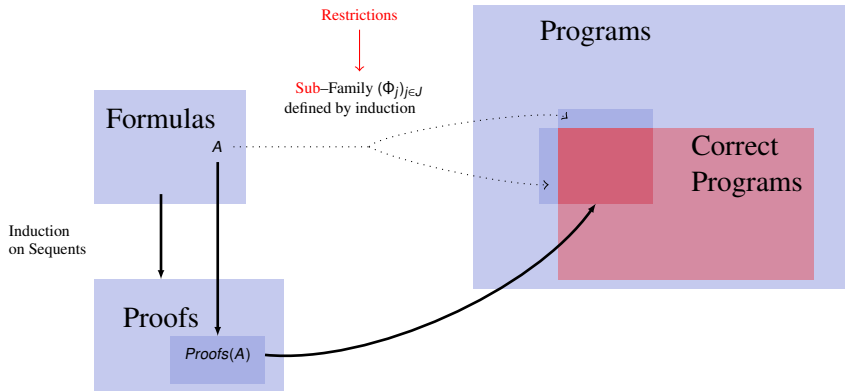 Restrictions
Programs
Sub–Family (Φj)j∈J
defined by induction
Formulas
A
Correct
Programs
Induction
on Sequents
Proofs
Proofs(A)